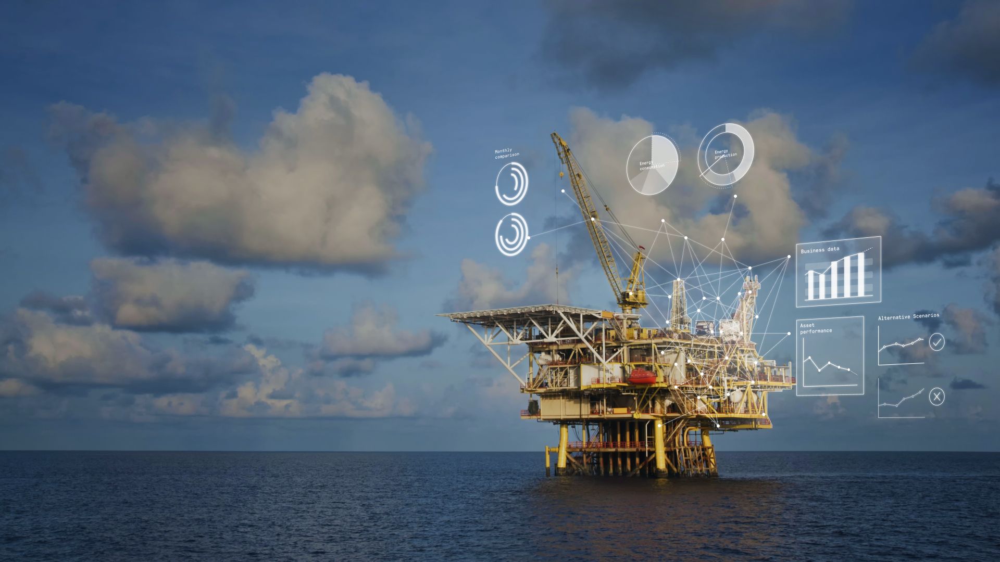 Monthly
comparison
Energy
consumption
Energy
production
Business data
Asset
performance
Alternative Scenarios